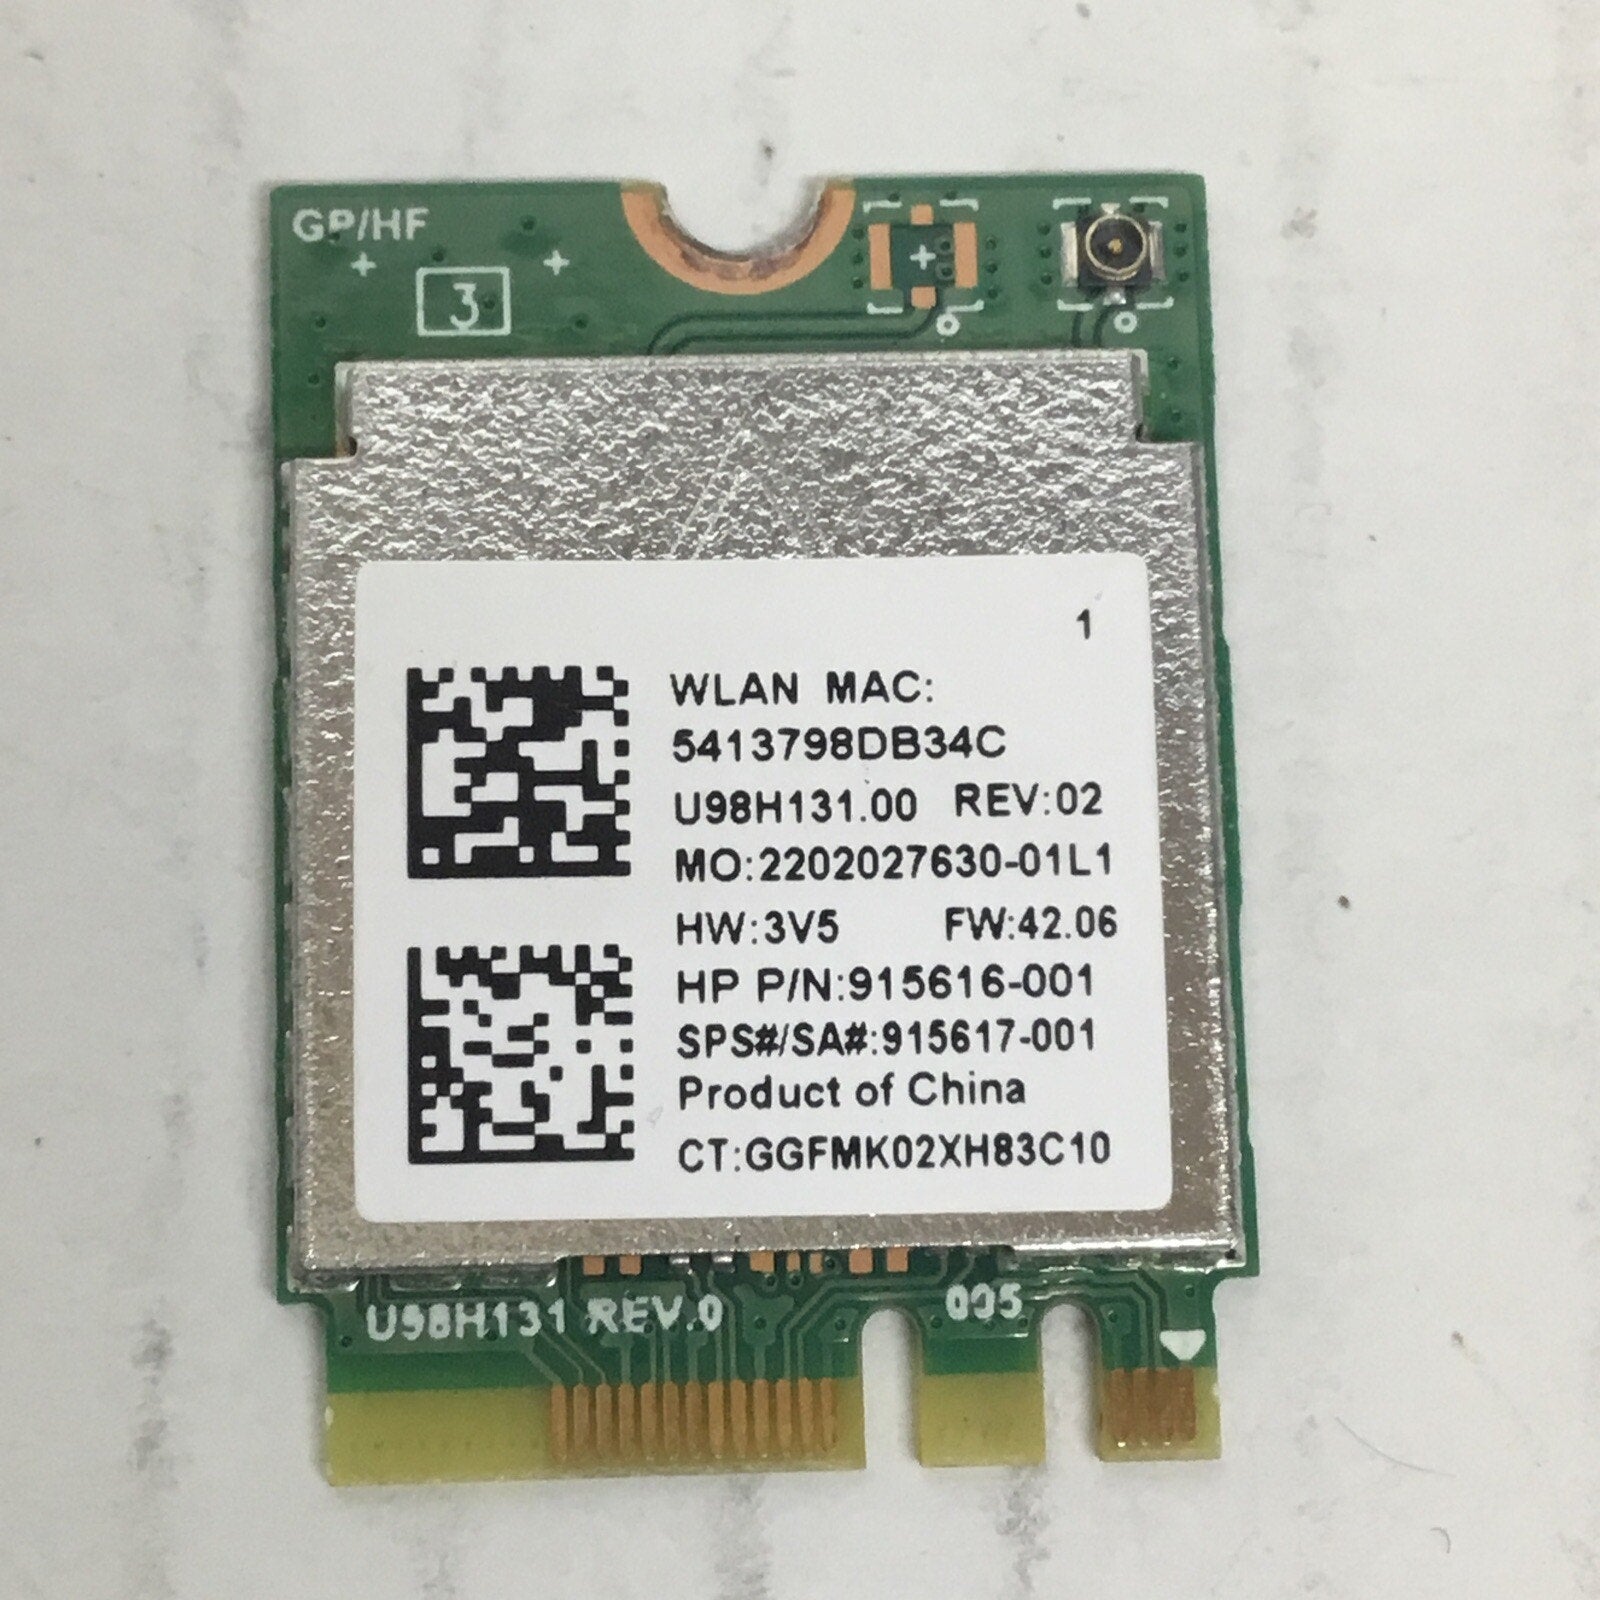 GP/HF
3
1
WLAN MAC:
5413798DB34C
U98H131.00 REV:02
MO:2202027630-01L1
HW:3V5 FW:42.06
HP P/N:915616-001
SPS#/SA#:915617-001
Product of China
CT:GGFMK02XH83C10
U98H131 REV.0 005